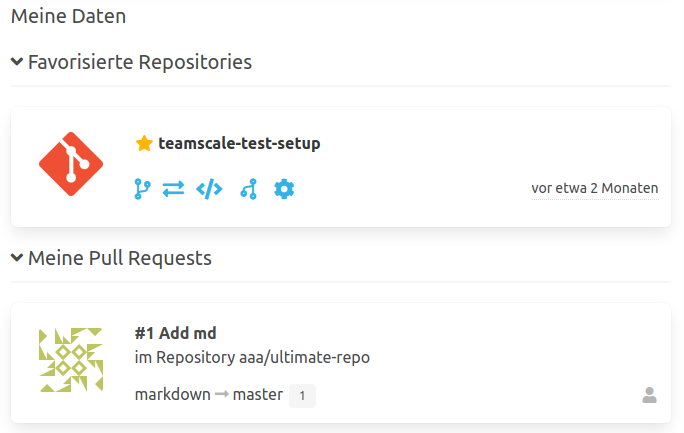 Meine Daten
Favorisierte Repositories
teamscale-test-setup
vor etwa 2 Monaten
Meine Pull Requests
#1 Add md
im Repository aaa/ultimate-repo
markdown → master 1